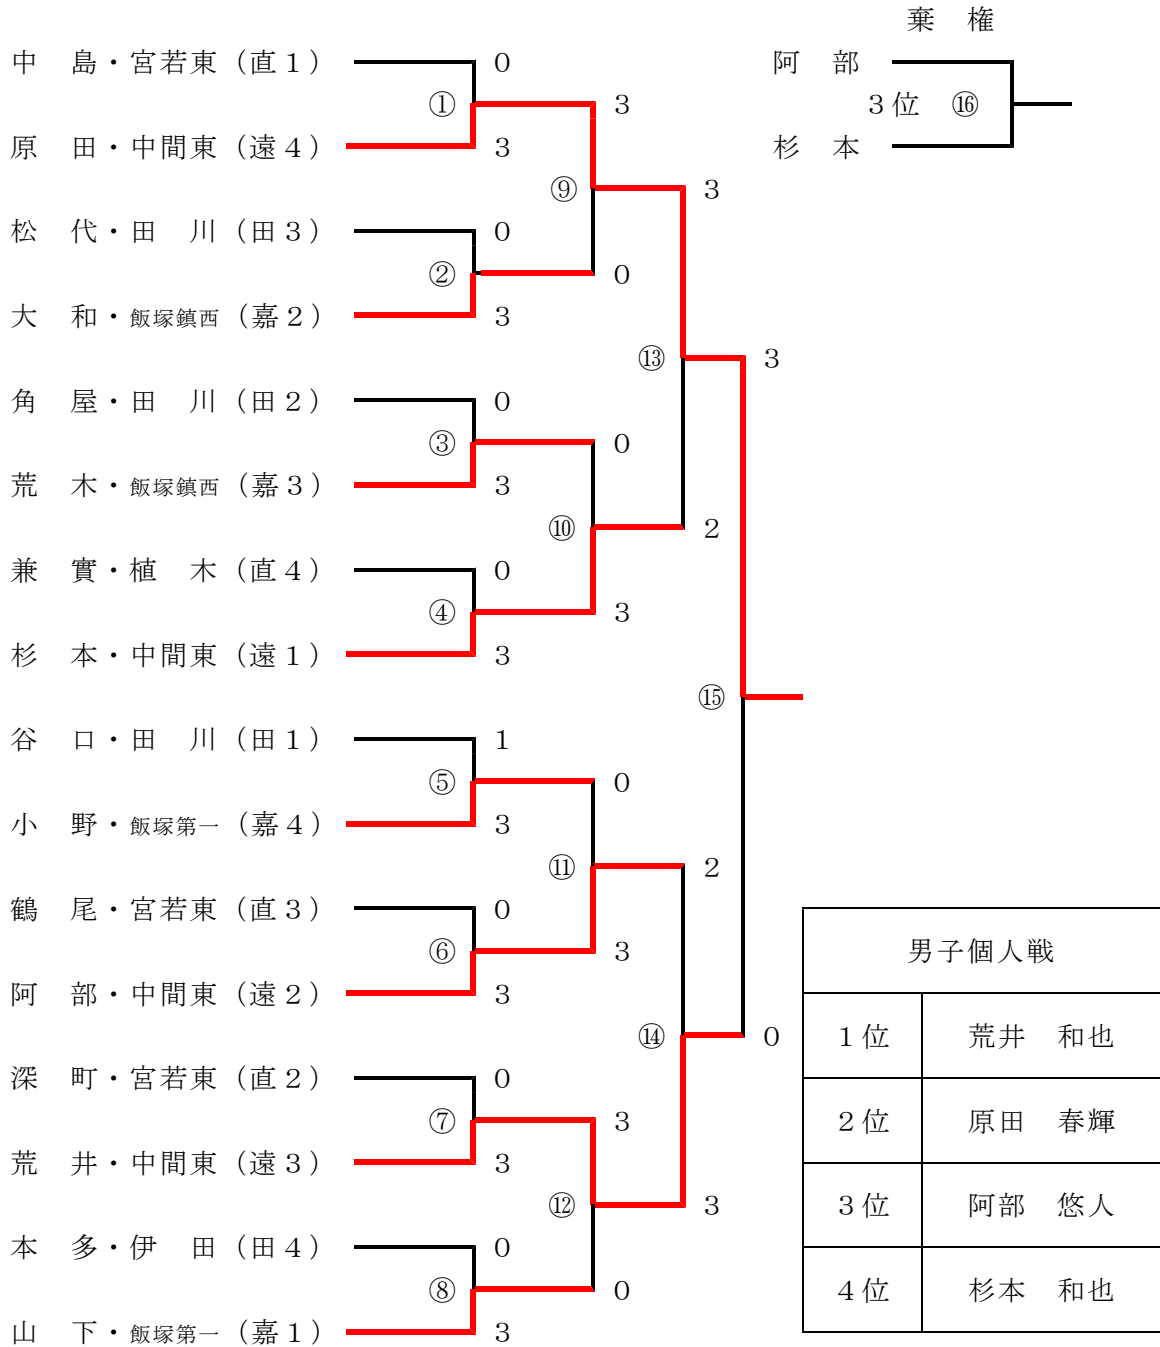 棄　権
中　島・宮若東（直１） 0 阿　部
① 3 ３位　⑯
原　田・中間東（遠４） 3 杉　本
⑨ 3
松　代・田　川（田３） 0
② 0
大　和・飯塚鎮西（嘉２） 3
⑬ 3
角　屋・田　川（田２） 0
③ 0
荒　木・飯塚鎮西（嘉３） 3
⑩ 2
兼　實・植　木（直４） 0
④ 3
杉　本・中間東（遠１） 3
⑮
谷　口・田　川（田１） 1
⑤ 0
小　野・飯塚第一（嘉４） 3
⑪ 2
鶴　尾・宮若東（直３） 0
⑥ 3 男子個人戦
阿　部・中間東（遠２） 3
⑭ 0 １位 荒井　和也
深　町・宮若東（直２） 0
⑦ 3 ２位 原田　春輝
荒　井・中間東（遠３） 3
⑫ 3 ３位 阿部　悠人
本　多・伊　田（田４） 0
⑧ 0 ４位 杉本　和也
山　下・飯塚第一（嘉１） 3